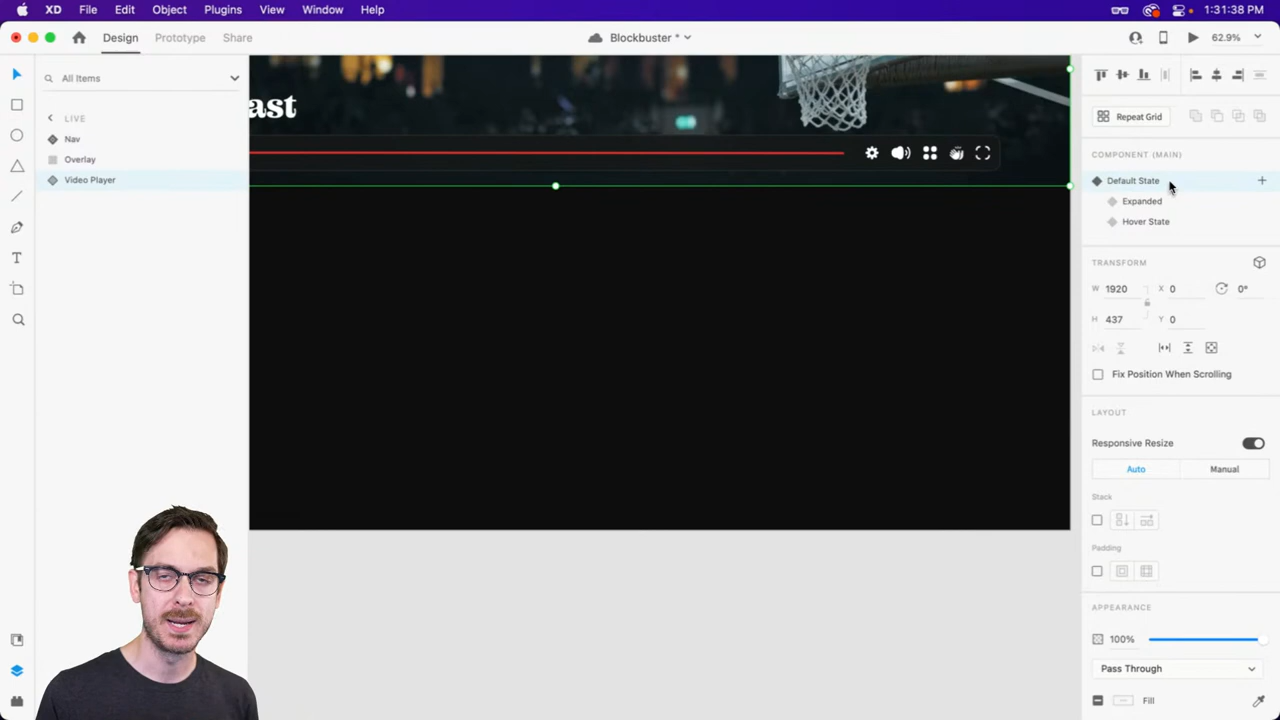 XD File Edit Object Plugins View Window Help 1:31:38 PM
Design Prototype Share Blockbuster * 62.9%
All Items
LIVE
Nav
Overlay
Video Player
ast
Repeat Grid
COMPONENT (MAIN)
Default State
Expanded
Hover State
TRANSFORM
W 1920 X 0 0°
H 437 Y 0
Fix Position When Scrolling
LAYOUT
Responsive Resize
Auto Manual
Stack
Padding
APPEARANCE
100%
Pass Through
Fill